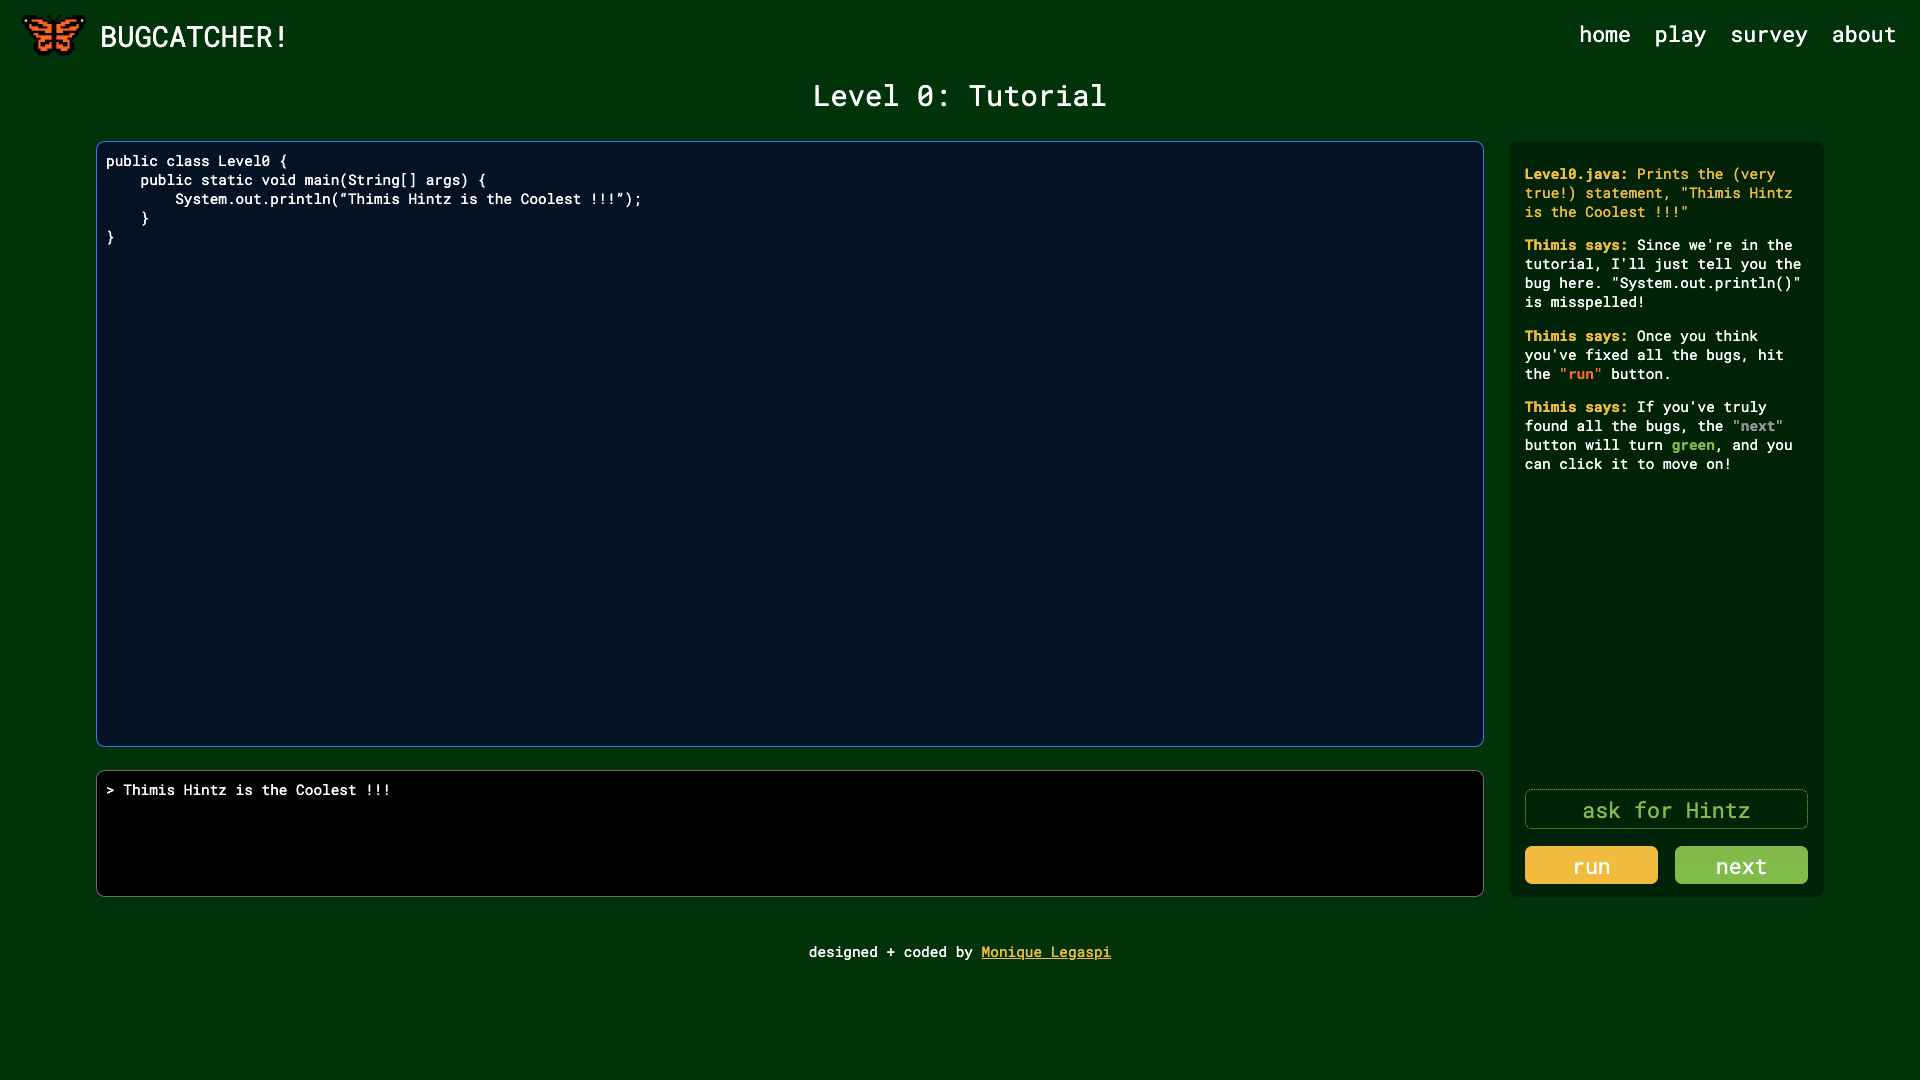 BUGCATCHER!
home play survey about
Level 0: Tutorial
public class Level0 {
    public static void main(String[] args) {
        System.out.println(“Thimis Hintz is the Coolest !!!”);
    }
}
> Thimis Hintz is the Coolest !!!
Level0.java: Prints the (very
true!) statement, "Thimis Hintz
is the Coolest !!!"
Thimis says: Since we're in the
tutorial, I'll just tell you the
bug here. "System.out.println()"
is misspelled!
Thimis says: Once you think
you've fixed all the bugs, hit
the "run" button.
Thimis says: If you've truly
found all the bugs, the "next"
button will turn green, and you
can click it to move on!
ask for Hintz
run next
designed + coded by Monique Legaspi